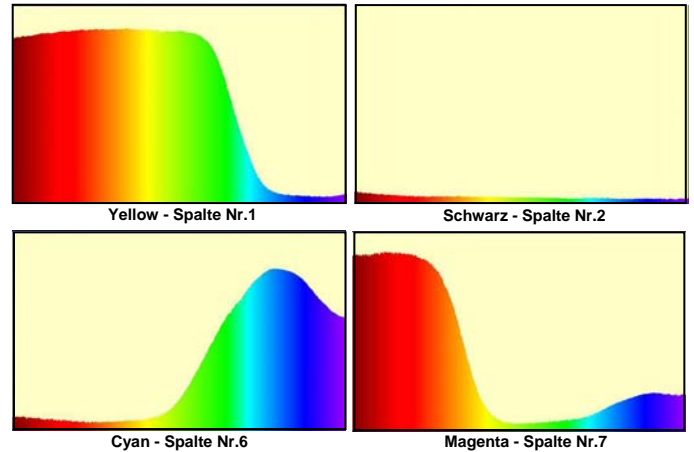 Yellow - Spalte Nr.1
Schwarz - Spalte Nr.2
Cyan - Spalte Nr.6
Magenta - Spalte Nr.7